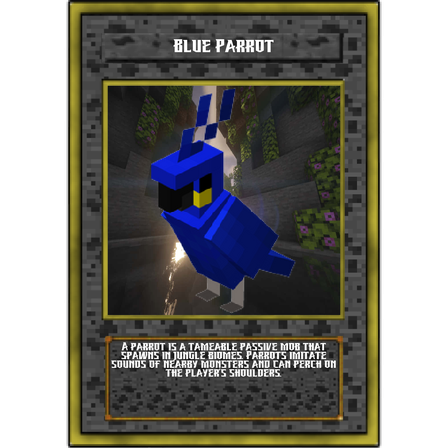 Blue Parrot
A parrot is a tameable passive mob that
spawns in jungle biomes. Parrots imitate
sounds of nearby monsters and can perch on
the player's shoulders.